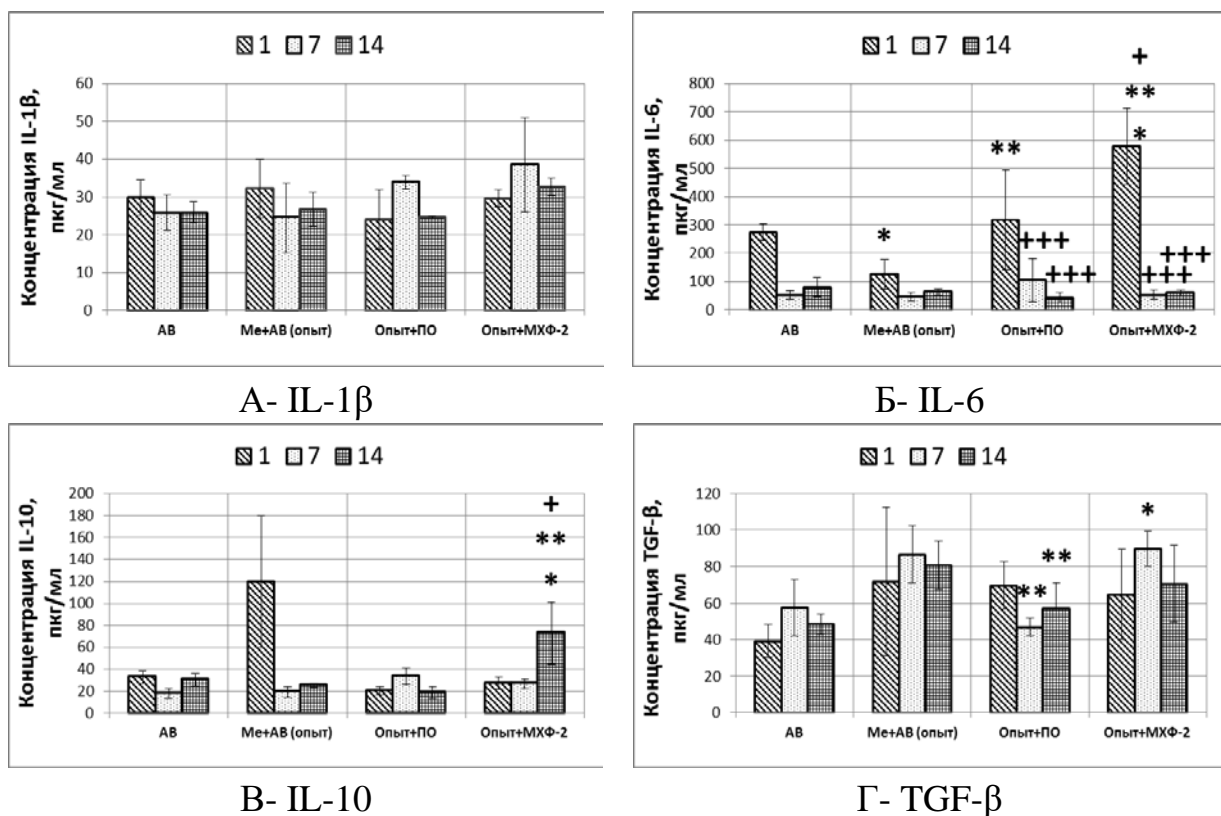 1 7 14
Концентрация IL-1β,
пкг/мл
60
50
40
30
20
10
0
АВ Ме+АВ (опыт) Опыт+ПО Опыт+МХФ-2
А- IL-1β
1 7 14
Концентрация IL-6,
пкг/мл
800
700
600
500
400
300
200
100
0
*
**
+++
+++
+
**
*
+++
+++
АВ Ме+АВ (опыт) Опыт+ПО Опыт+МХФ-2
Б- IL-6
1 7 14
Концентрация IL-10,
пкг/мл
200
180
160
140
120
100
80
60
40
20
0
+
**
*
АВ Ме+АВ (опыт) Опыт+ПО Опыт+МХФ-2
В- IL-10
1 7 14
Концентрация TGF-β,
пкг/мл
120
100
80
60
40
20
0
**
**
*
АВ Ме+АВ (опыт) Опыт+ПО Опыт+МХФ-2
Г- TGF-β